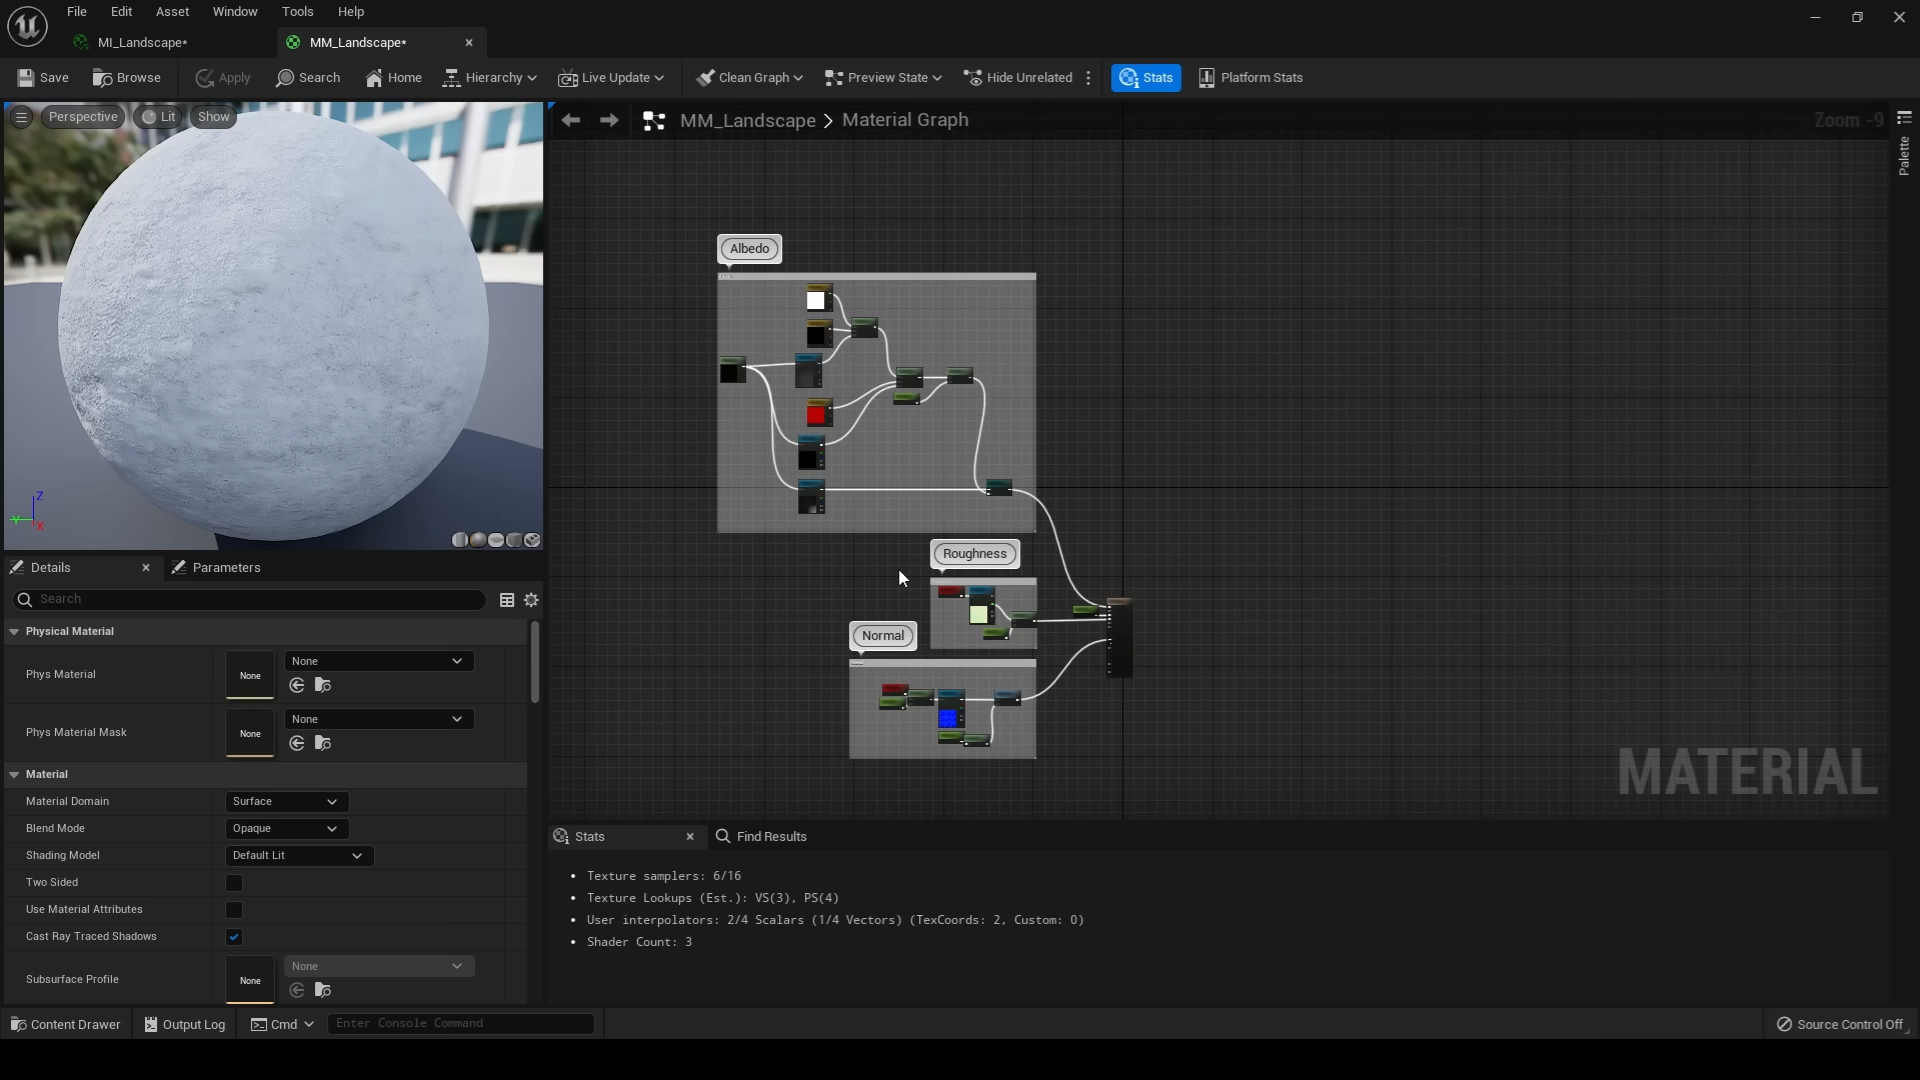 File Edit Asset Window Tools Help
MI_Landscape* MM_Landscape*
Save Browse Apply Search Home Hierarchy Live Update Clean Graph Preview State Hide Unrelated Stats Platform Stats
Perspective Lit Show
MM_Landscape > Material Graph Zoom -9
Palette
Albedo
Roughness
Normal
MATERIAL
Z
Y X
Details Parameters
Search
Physical Material
Phys Material None None
Phys Material Mask None None
Material
Material Domain Surface
Blend Mode Opaque
Shading Model Default Lit
Two Sided
Use Material Attributes
Cast Ray Traced Shadows
Subsurface Profile None None
Stats Find Results
• Texture samplers: 6/16
• Texture Lookups (Est.): VS(3), PS(4)
• User interpolators: 2/4 Scalars (1/4 Vectors) (TexCoords: 2, Custom: 0)
• Shader Count: 3
Content Drawer Output Log Cmd Enter Console Command Source Control Off